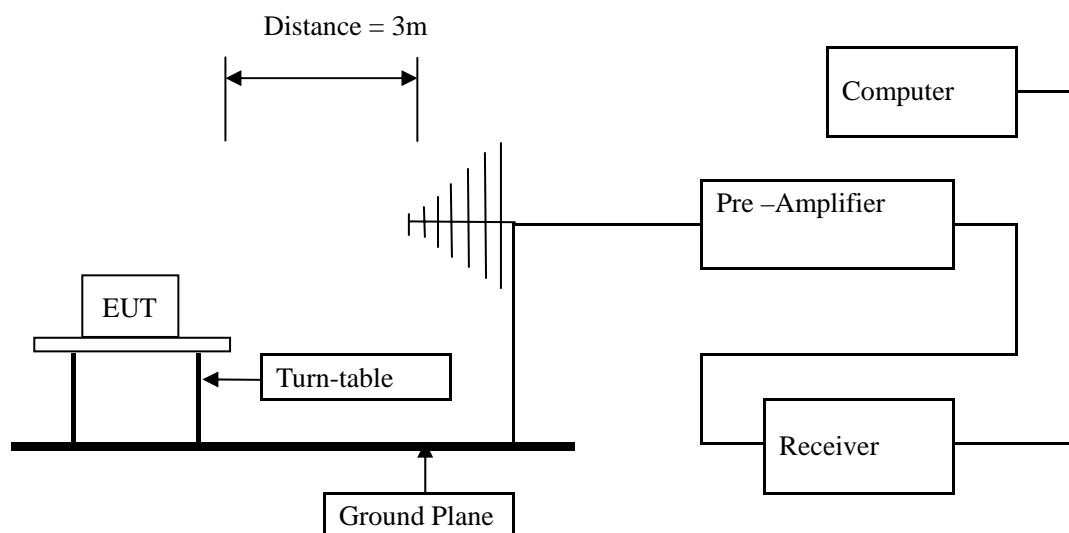 Distance = 3m
Computer
Pre –Amplifier
EUT
Turn-table
Receiver
Ground Plane